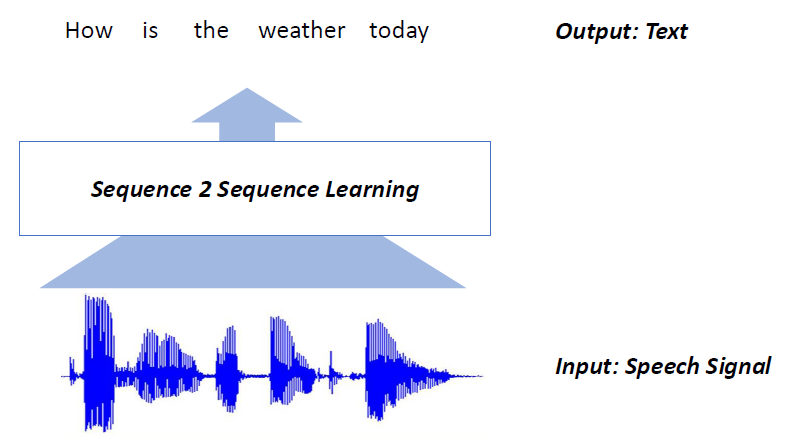 How is the weather today
Output: Text
Sequence 2 Sequence Learning
Input: Speech Signal